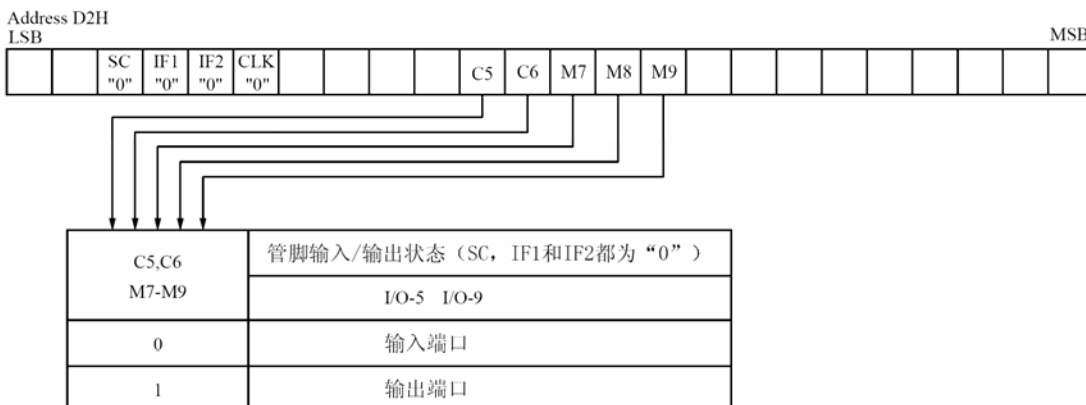 Address D2H
LSB MSB
SC IF1 IF2 CLK C5 C6 M7 M8 M9
"0" "0" "0" "0"
C5,C6
M7-M9
管脚输入/输出状态（SC，IF1和IF2都为“0”）
I/O-5 I/O-9
0 输入端口
1 输出端口